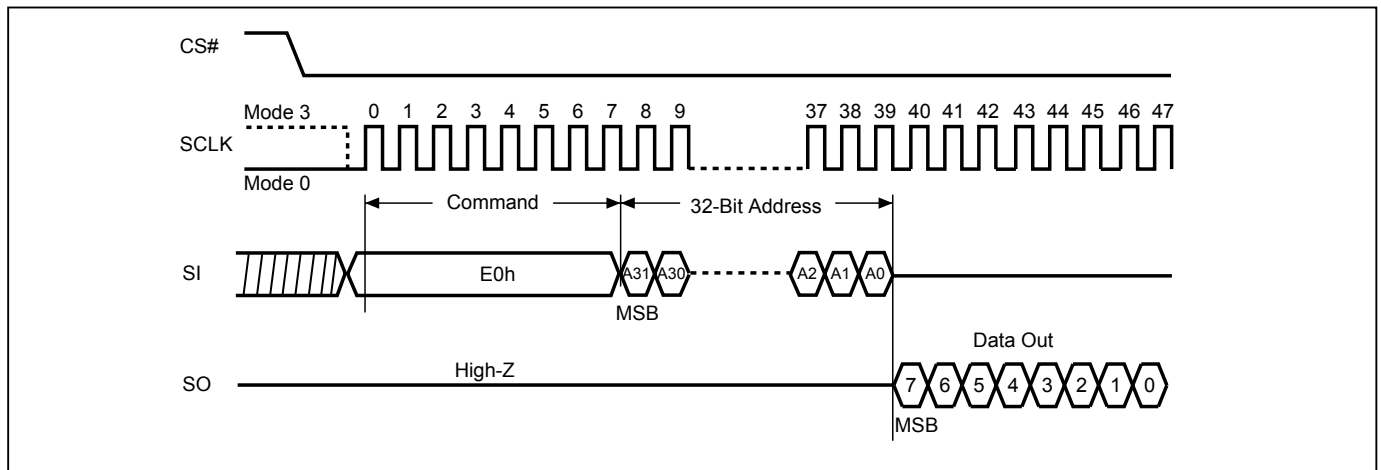 CS#
Mode 3
0 1 2 3 4 5 6 7 8 9 37 38 39 40 41 42 43 44 45 46 47
SCLK
Mode 0
Command 32-Bit Address
SI E0h A31 A30 A2 A1 A0
MSB
Data Out
High-Z
SO 7 6 5 4 3 2 1 0
MSB